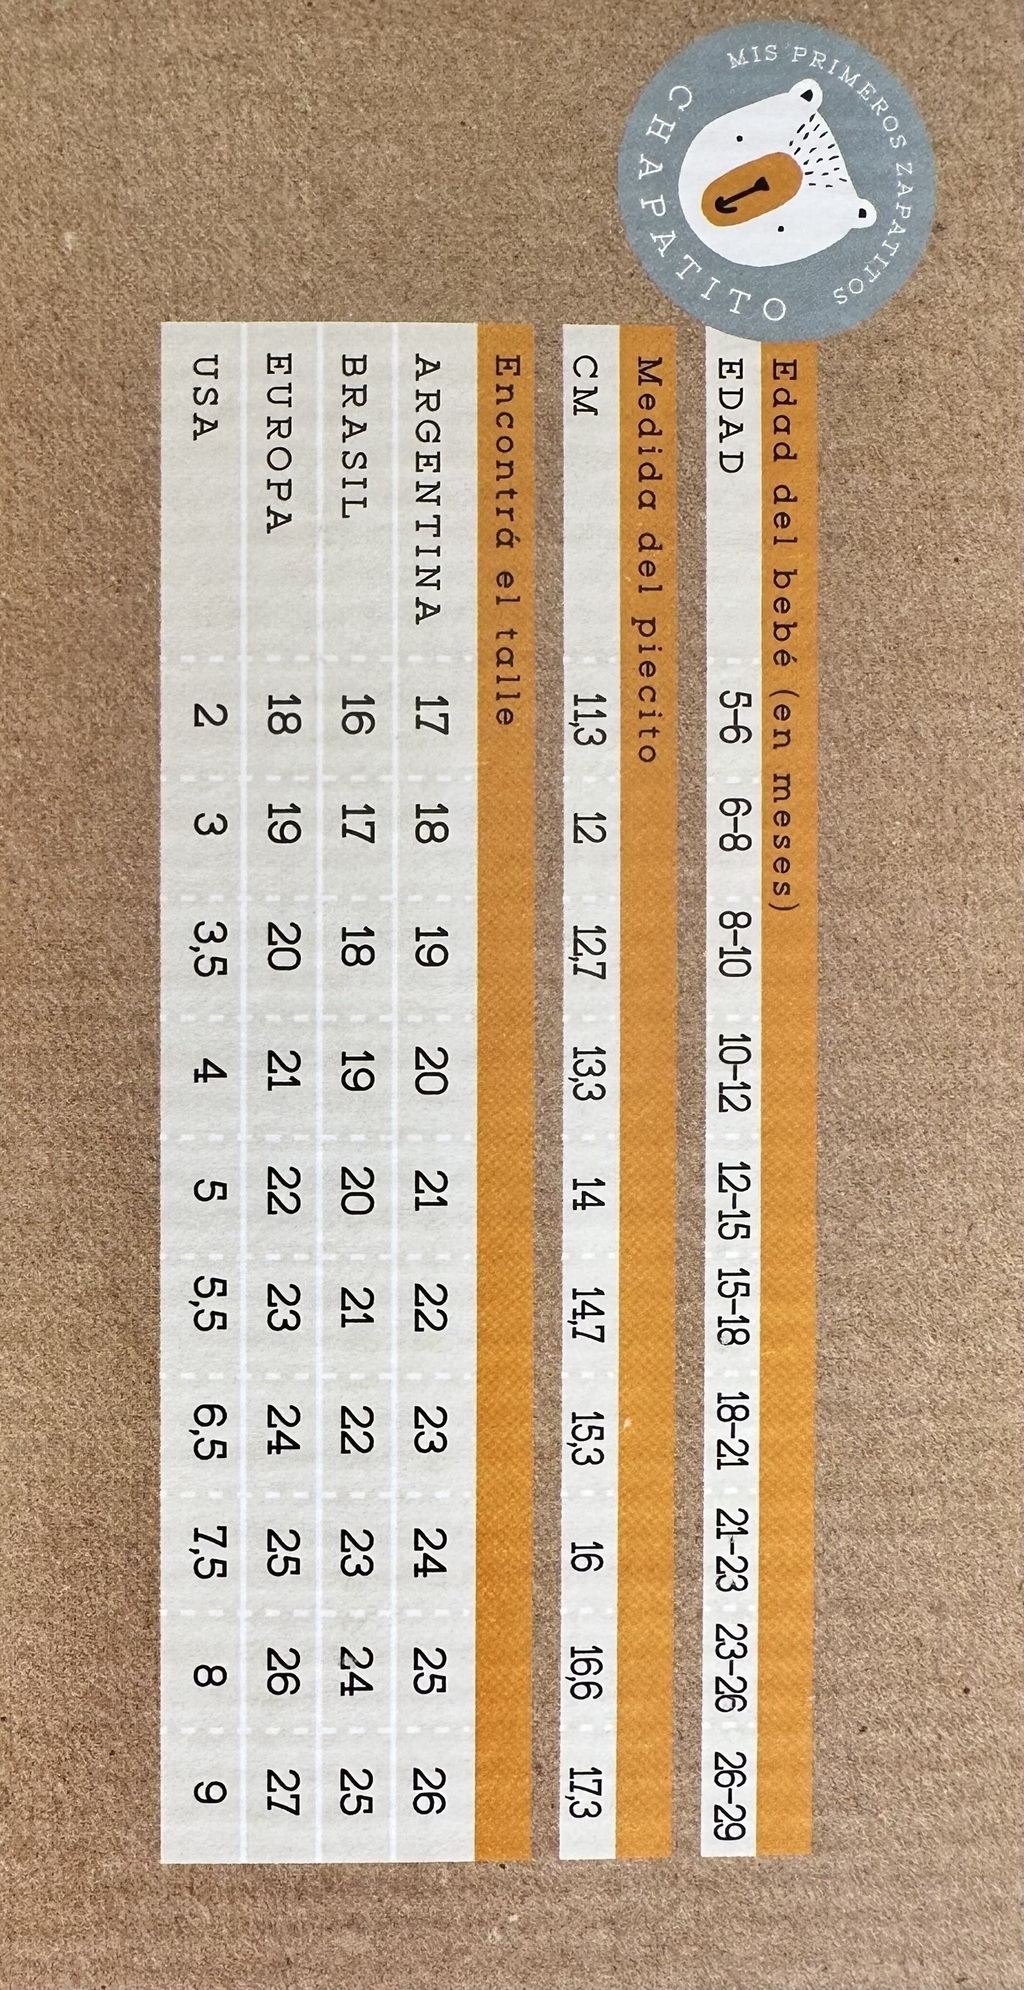 MIS PRIMEROS ZAPATITOS
CHAPATITO
Edad del bebé (en meses)
EDAD 5-6 6-8 8-10 10-12 12-15 15-18 18-21 21-23 23-26 26-29
Medida del piecito
CM 11,3 12 12,7 13,3 14 14,7 15,3 16 16,6 17,3
Encontrá el talle
ARGENTINA 17 18 19 20 21 22 23 24 25 26
BRASIL 16 17 18 19 20 21 22 23 24 25
EUROPA 18 19 20 21 22 23 24 25 26 27
USA 2 3 3,5 4 5 5,5 6,5 7,5 8 9